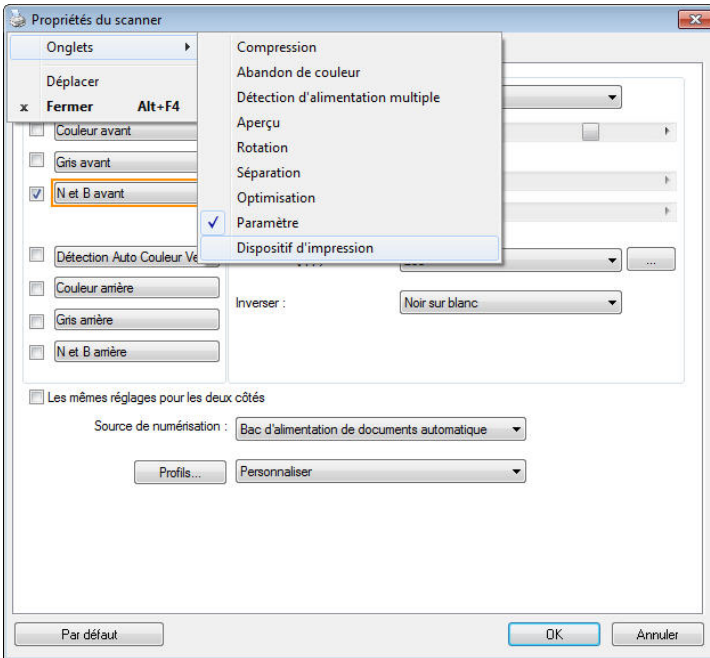 Propriétés du scanner
Onglets
Déplacer
x Fermer Alt+F4
Compression
Abandon de couleur
Détection d'alimentation multiple
Aperçu
Rotation
Séparation
Optimisation
Paramètre
Dispositif d'impression
Couleur avant
Gris avant
N et B avant
Détection Auto Couleur Ve
...
Couleur arrière
Inverser :
Noir sur blanc
Gris arrière
N et B arrière
Les mêmes réglages pour les deux côtés
Source de numérisation :
Bac d'alimentation de documents automatique
Profils...
Personnaliser
Par défaut
OK
Annuler